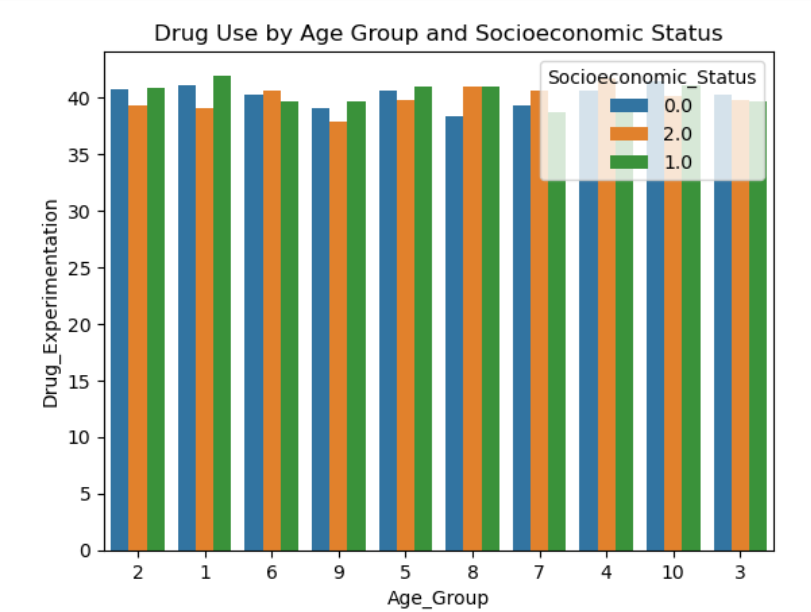 Drug Use by Age Group and Socioeconomic Status
Socioeconomic_Status
0.0
2.0
1.0
40
35
30
25
20
15
10
5
0
Drug_Experimentation
2 1 6 9 5 8 7 4 10 3
Age_Group